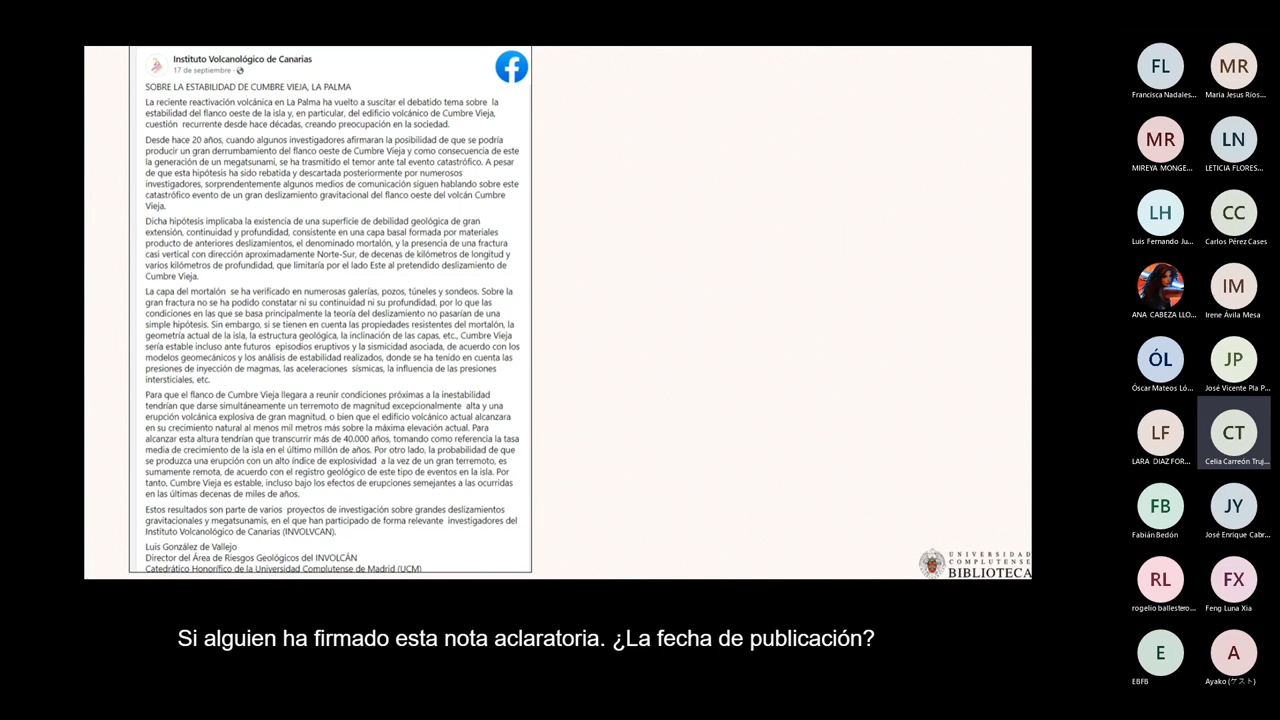 Instituto Volcanológico de Canarias
17 de septiembre ·
SOBRE LA ESTABILIDAD DE CUMBRE VIEJA, LA PALMA
La reciente reactivación volcánica en La Palma ha vuelto a suscitar el debatido tema sobre la
estabilidad del flanco oeste de la isla y, en particular, del edificio volcánico de Cumbre Vieja,
cuestión recurrente desde hace décadas, creando preocupación en la sociedad.
Desde hace 20 años, cuando algunos investigadores afirmaran la posibilidad de que se podría
producir un gran derrumbamiento del flanco oeste de Cumbre Vieja y como consecuencia de este
la generación de un megatsunami, se ha trasmitido el temor ante tal evento catastrófico. A pesar
de que esta hipótesis ha sido rebatida y descartada posteriormente por numerosos
investigadores, sorprendentemente algunos medios de comunicación siguen hablando sobre este
catastrófico evento de un gran deslizamiento gravitacional del flanco oeste del volcán Cumbre
Vieja.
Dicha hipótesis implicaba la existencia de una superficie de debilidad geológica de gran
extensión, continuidad y profundidad, consistente en una capa basal formada por materiales
producto de anteriores deslizamientos, el denominado mortalón, y la presencia de una fractura
casi vertical con dirección aproximadamente Norte-Sur, de decenas de kilómetros de longitud y
varios kilómetros de profundidad, que limitaría por el lado Este al pretendido deslizamiento de
Cumbre Vieja.
La capa del mortalón se ha verificado en numerosas galerías, pozos, túneles y sondeos. Sobre la
gran fractura no se ha podido constatar ni su continuidad ni su profundidad, por lo que las
condiciones en las que se basa principalmente la teoría del deslizamiento no pasarían de una
simple hipótesis. Sin embargo, si se tienen en cuenta las propiedades resistentes del mortalón, la
geometría actual de la isla, la estructura geológica, la inclinación de las capas, etc., Cumbre Vieja
sería estable incluso ante futuros episodios eruptivos y la sismicidad asociada, de acuerdo con los
modelos geomecánicos y los análisis de estabilidad realizados, donde se ha tenido en cuenta las
presiones de inyección de magmas, las aceleraciones sísmicas, la influencia de las presiones
intersticiales, etc.
Para que el flanco de Cumbre Vieja llegara a reunir condiciones próximas a la inestabilidad
tendrían que darse simultáneamente un terremoto de magnitud excepcionalmente alta y una
erupción volcánica explosiva de gran magnitud, o bien que el edificio volcánico actual alcanzara
en su crecimiento natural al menos mil metros más sobre la máxima elevación actual. Para
alcanzar esta altura tendrían que transcurrir más de 40.000 años, tomando como referencia la tasa
media de crecimiento de la isla en el último millón de años. Por otro lado, la probabilidad de que
se produzca una erupción con un alto índice de explosividad a la vez de un gran terremoto, es
sumamente remota, de acuerdo con el registro geológico de este tipo de eventos en la isla. Por
tanto, Cumbre Vieja es estable, incluso bajo los efectos de erupciones semejantes a las ocurridas
en las últimas decenas de miles de años.
Estos resultados son parte de varios proyectos de investigación sobre grandes deslizamientos
gravitacionales y megatsunamis, en el que han participado de forma relevante investigadores del
Instituto Volcanológico de Canarias (INVOLVCAN).
Luis González de Vallejo
Director del Área de Riesgos Geológicos del INVOLCÁN
Catedrático Honorífico de la Universidad Complutense de Madrid (UCM)
UNIVERSIDAD
COMPLUTENSE
BIBLIOTECA
Si alguien ha firmado esta nota aclaratoria. ¿La fecha de publicación?
FL MR
Francisca Nadales... Maria Jesus Ríos...
MR LN
MIREYA MONGE... LETICIA FLORES...
LH CC
Luis Fernando Ju... Carlos Pérez Cases
IM
ANA CABEZA LLO... Irene Ávila Mesa
ÓL JP
Óscar Mateos Ló... José Vicente Pla P...
LF CT
LARA DIAZ FOR... Celia Carreón Truj...
FB JY
Fabián Bedón José Enrique Cabr...
RL FX
rogelio ballestero... Feng Luna Xia
E A
EBFB Ayako (ゲスト)